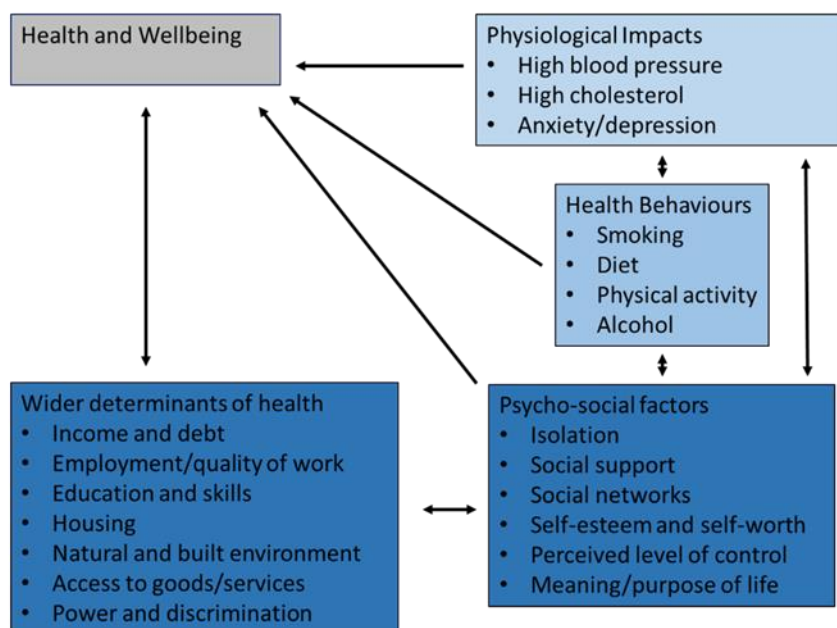 Health and Wellbeing
Physiological Impacts
• High blood pressure
• High cholesterol
• Anxiety/depression
Health Behaviours
• Smoking
• Diet
• Physical activity
• Alcohol
Wider determinants of health
• Income and debt
• Employment/quality of work
• Education and skills
• Housing
• Natural and built environment
• Access to goods/services
• Power and discrimination
Psycho-social factors
• Isolation
• Social support
• Social networks
• Self-esteem and self-worth
• Perceived level of control
• Meaning/purpose of life